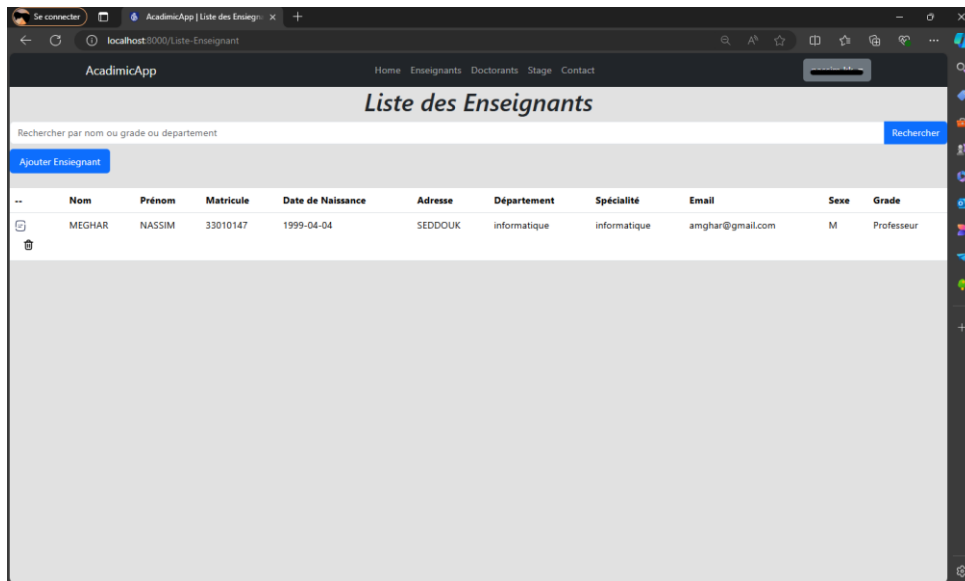 Se connecter
AcadimicApp | Liste des Ensiegn
localhost:8000/Liste-Enseignant
AcadimicApp Home Enseignants Doctorants Stage Contact
Liste des Enseignants
Rechercher par nom ou grade ou departement Rechercher
Ajouter Ensiegnant
-- Nom Prénom Matricule Date de Naissance Adresse Département Spécialité Email Sexe Grade
MEGHAR NASSIM 33010147 1999-04-04 SEDDOUK informatique informatique amghar@gmail.com M Professeur